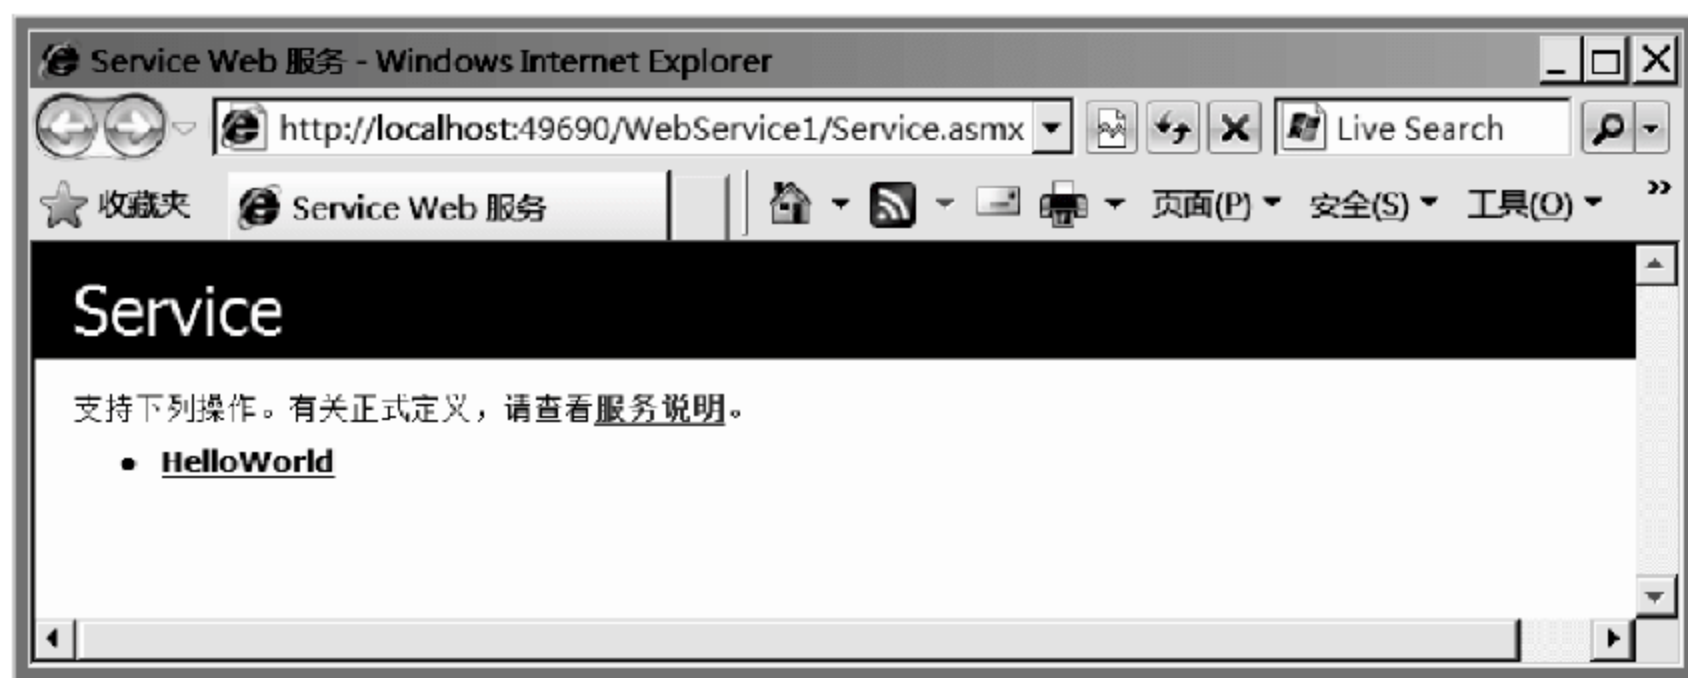 Service Web 服务 - Windows Internet Explorer
http://localhost:49690/WebService1/Service.asmx Live Search
收藏夹 Service Web 服务 页面(P) 安全(S) 工具(O) »
Service
支持下列操作。有关正式定义，请查看服务说明。
• HelloWorld